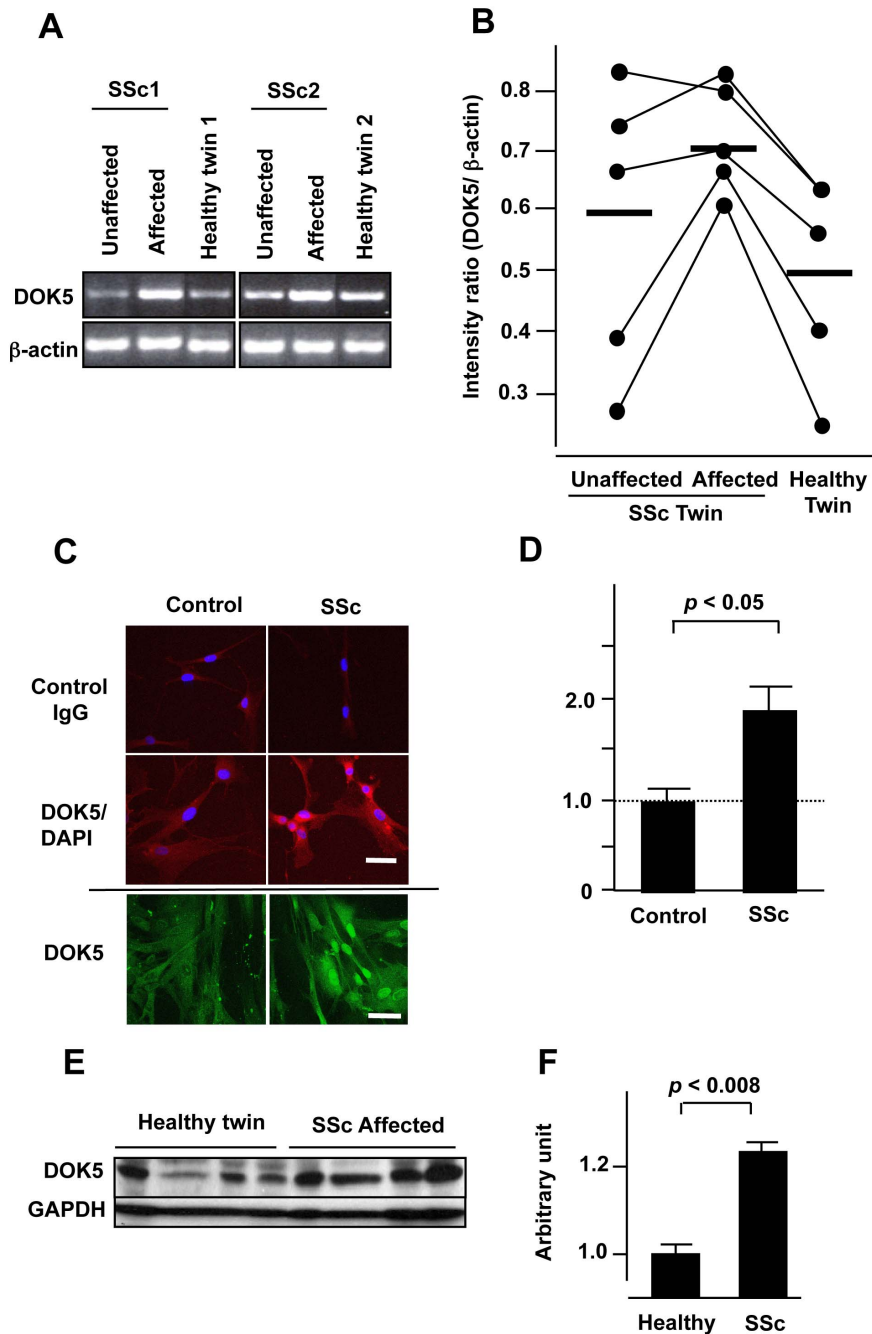 A
SSc1 SSc2
Unaffected Affected Healthy twin 1 Unaffected Affected Healthy twin 2
DOK5
β-actin
B
Intensity ratio (DOK5/ β-actin)
0.8
0.7
0.6
0.5
0.4
0.3
Unaffected Affected Healthy
SSc Twin Twin
C
Control SSc
Control
IgG
DOK5/
DAPI
DOK5
D
p < 0.05
2.0
1.0
0
Control SSc
E
Healthy twin SSc Affected
DOK5
GAPDH
F
p < 0.008
Arbitrary unit
1.2
1.0
Healthy SSc